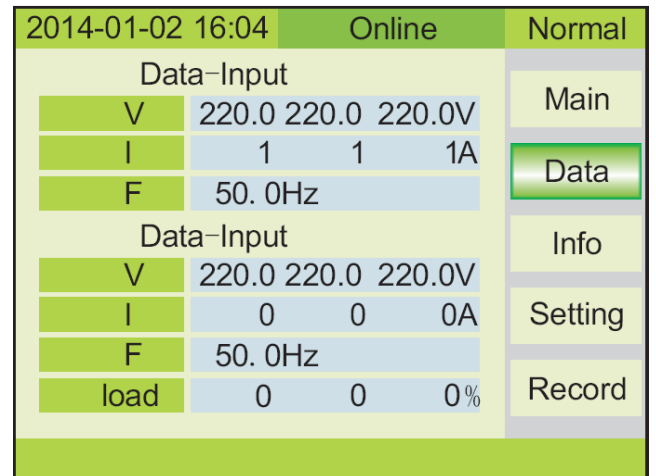 2014-01-02 16:04 Online Normal
Data-Input
V 220.0 220.0 220.0V
I 1 1 1A
F 50. 0Hz
Data-Input
V 220.0 220.0 220.0V
I 0 0 0A
F 50. 0Hz
load 0 0 0%
Main
Data
Info
Setting
Record